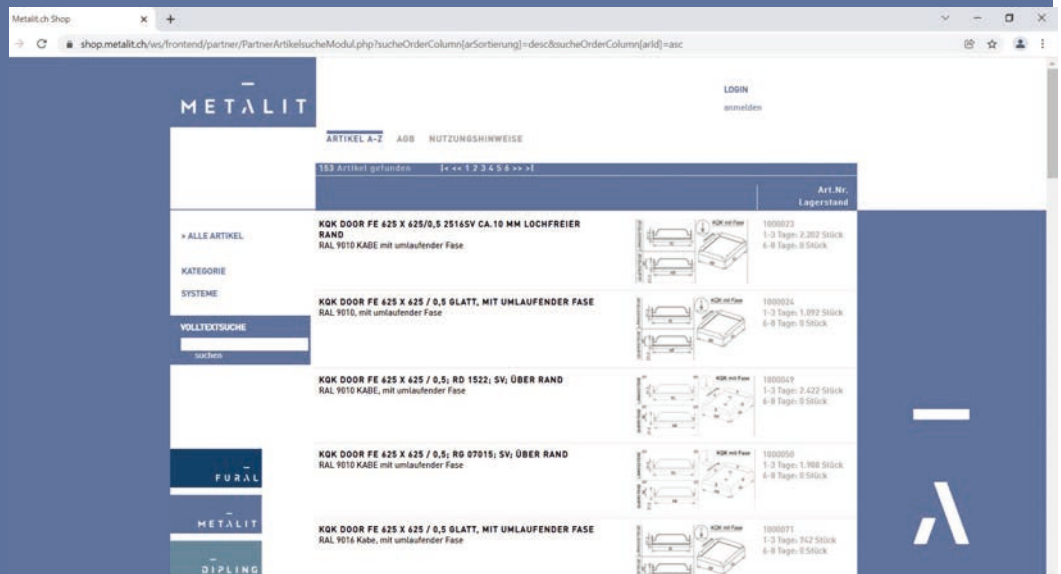 Metalit.ch Shop
shop.metalit.ch/ws/frontend/partner/PartnerArtikelsucheModul.php?sucheOrderColumn[arSortierung]=desc&sucheOrderColumn[arId]=asc
METALIT
LOGIN
anmelden
ARTIKEL A-Z AGB NUTZUNGSHINWEISE
153 Artikel gefunden |< << 1 2 3 4 5 6 >> >|
Art.Nr.
Lagerstand
> ALLE ARTIKEL
KATEGORIE
SYSTEME
VOLLTEXTSUCHE
suchen
FURAL
METALIT
DIPLING
KQK DOOR FE 625 X 625/0,5 2516SV CA.10 MM LOCHFREIER
RAND
RAL 9010 KABE mit umlaufender Fase
KQK mit Fase
1000023
1-3 Tage: 2.202 Stück
6-8 Tage: 0 Stück
KQK DOOR FE 625 X 625 / 0,5 GLATT, MIT UMLAUFENDER FASE
RAL 9010, mit umlaufender Fase
KQK mit Fase
1000024
1-3 Tage: 1.092 Stück
6-8 Tage: 0 Stück
KQK DOOR FE 625 X 625 / 0,5; RD 1522; SV; ÜBER RAND
RAL 9010 KABE, mit umlaufender Fase
KQK mit Fase
1000049
1-3 Tage: 2.422 Stück
6-8 Tage: 0 Stück
KQK DOOR FE 625 X 625 / 0,5; RG 07015; SV; ÜBER RAND
RAL 9010 KABE mit umlaufender Fase
KQK mit Fase
1000050
1-3 Tage: 1.988 Stück
6-8 Tage: 0 Stück
KQK DOOR FE 625 X 625 / 0,5 GLATT, MIT UMLAUFENDER FASE
RAL 9016 Kabe, mit umlaufender Fase
KQK mit Fase
1000071
1-3 Tage: 742 Stück
6-8 Tage: 0 Stück